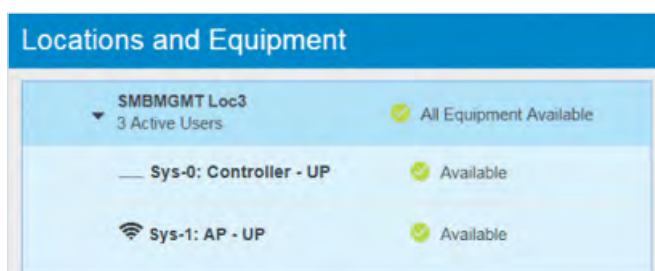 Locations and Equipment
SMBMGMT Loc3
3 Active Users
All Equipment Available
Sys-0: Controller - UP
Available
Sys-1: AP - UP
Available